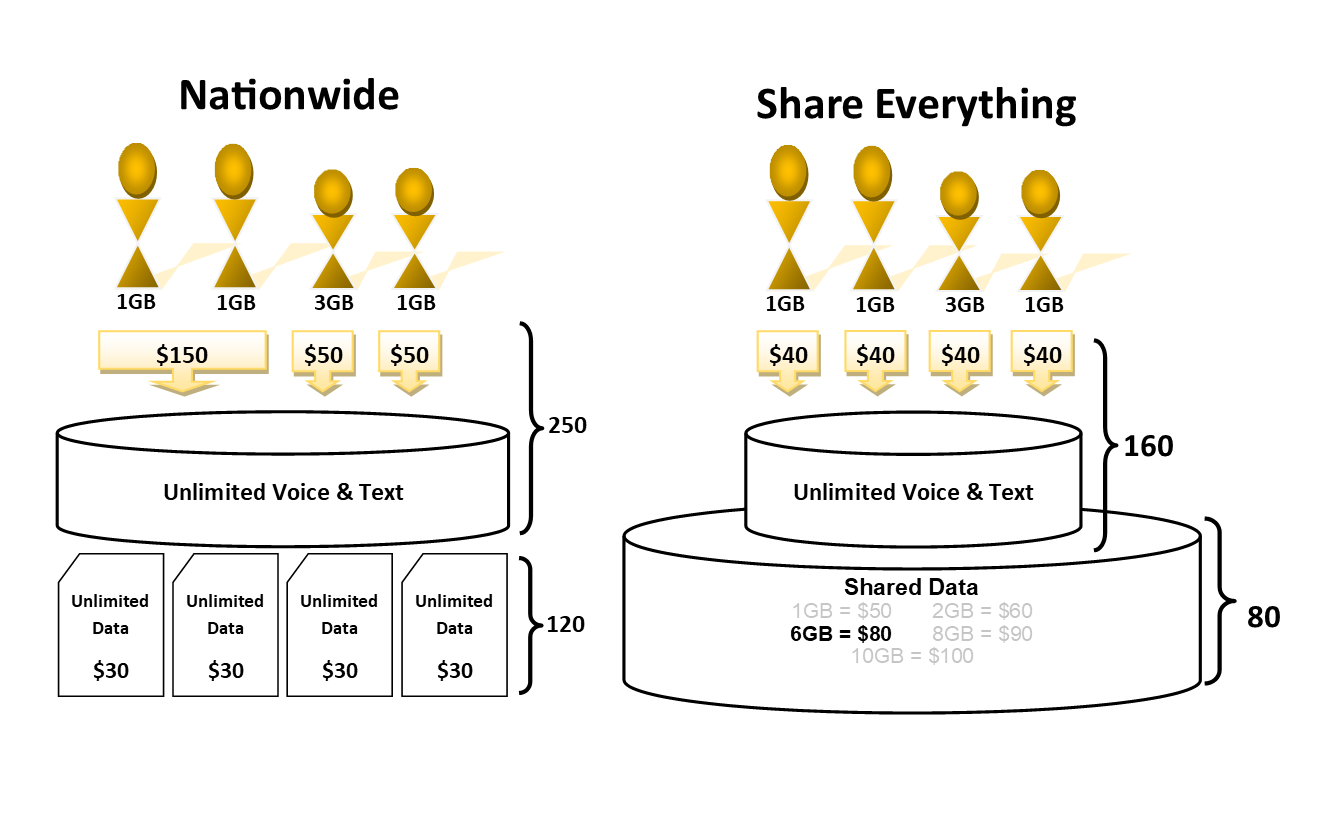 Nationwide
1GB 1GB 3GB 1GB
$150 $50 $50
250
Unlimited Voice & Text
Unlimited Unlimited Unlimited Unlimited
Data Data Data Data
$30 $30 $30 $30
120
Share Everything
1GB 1GB 3GB 1GB
$40 $40 $40 $40
160
Unlimited Voice & Text
Shared Data
1GB = $50 2GB = $60
6GB = $80 8GB = $90
10GB = $100
80